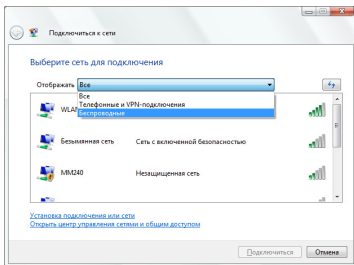 Подключиться к сети
Выберите сеть для подключения
Отображать Все
Все
Телефонные и VPN-подключения
Беспроводные
WLA
Безымянная сеть Сеть с включенной безопасностью
MM240 Незащищенная сеть
Установка подключения или сети
Открыть центр управления сетями и общим доступом
Подключиться Отмена